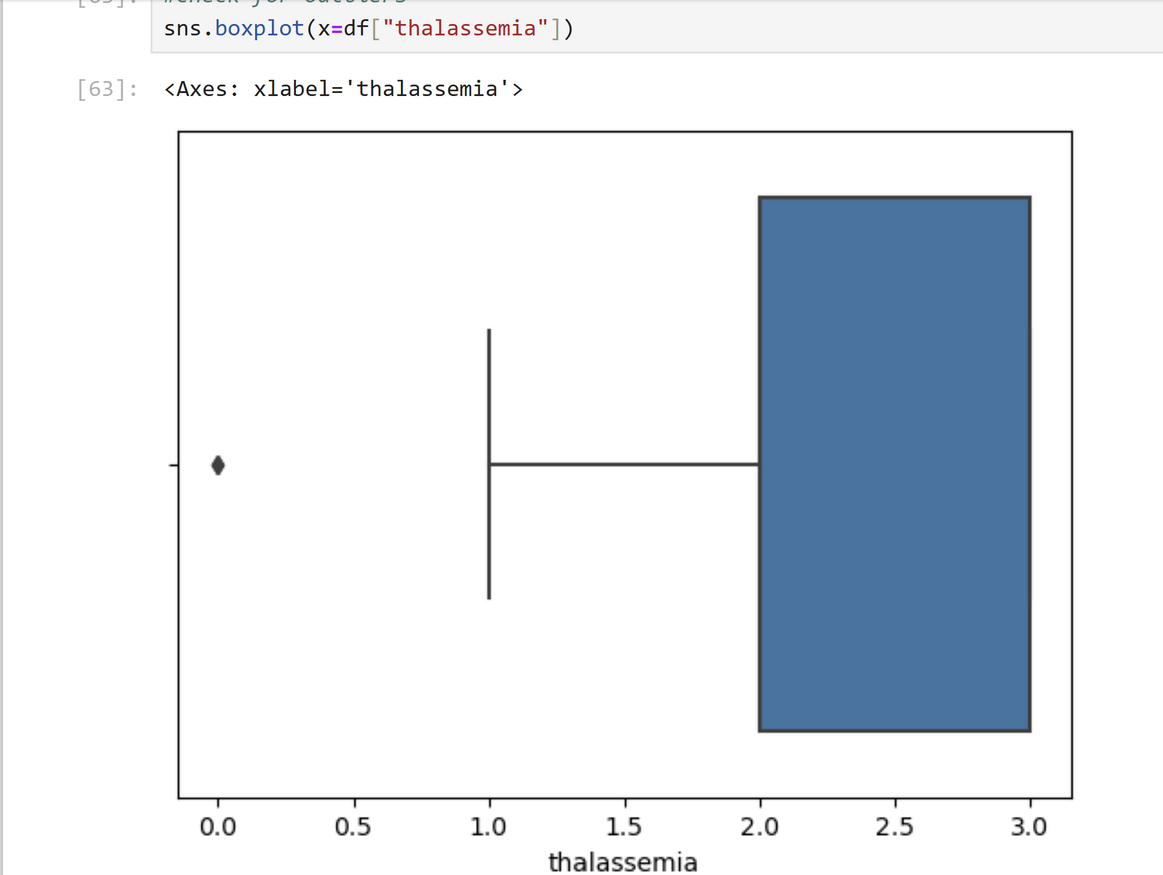 sns.boxplot(x=df["thalassemia"])
[63]: <Axes: xlabel='thalassemia'>
0.0 0.5 1.0 1.5 2.0 2.5 3.0
thalassemia